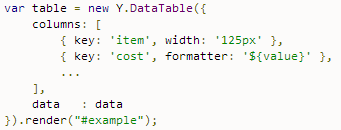 var table = new Y.DataTable({
    columns: [
        { key: 'item', width: '125px' },
        { key: 'cost', formatter: '${value}' },
        ...
    ],
    data   : data
}).render("#example");